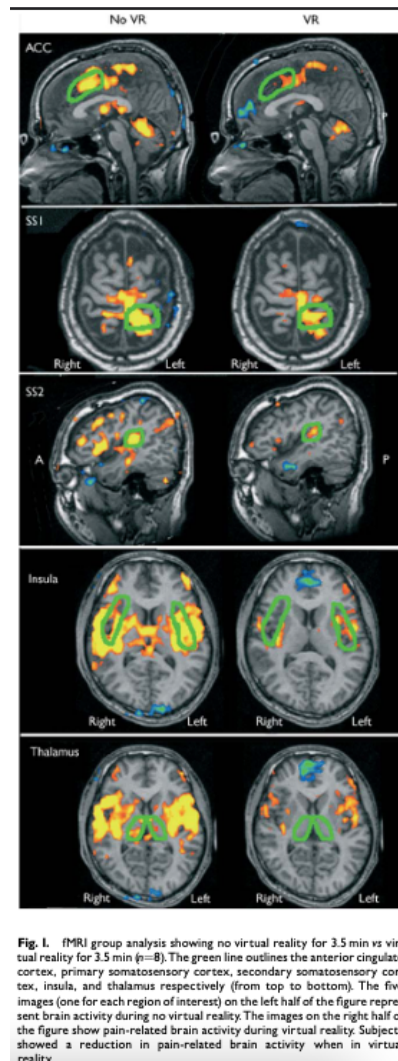 No VR VR
ACC
P
SS1
Right Left Right Left
SS2
A P
Insula
Right Left Right Left
Thalamus
Right Left Right Left
Fig. 1. fMRI group analysis showing no virtual reality for 3.5 min vs vir
tual reality for 3.5 min (n=8). The green line outlines the anterior cingulat
cortex, primary somatosensory cortex, secondary somatosensory cor
tex, insula, and thalamus respectively (from top to bottom). The five
images (one for each region of interest) on the left half of the figure repre
sent brain activity during no virtual reality. The images on the right half o
the figure show pain-related brain activity during virtual reality. Subject
showed a reduction in pain-related brain activity when in virtua
reality.